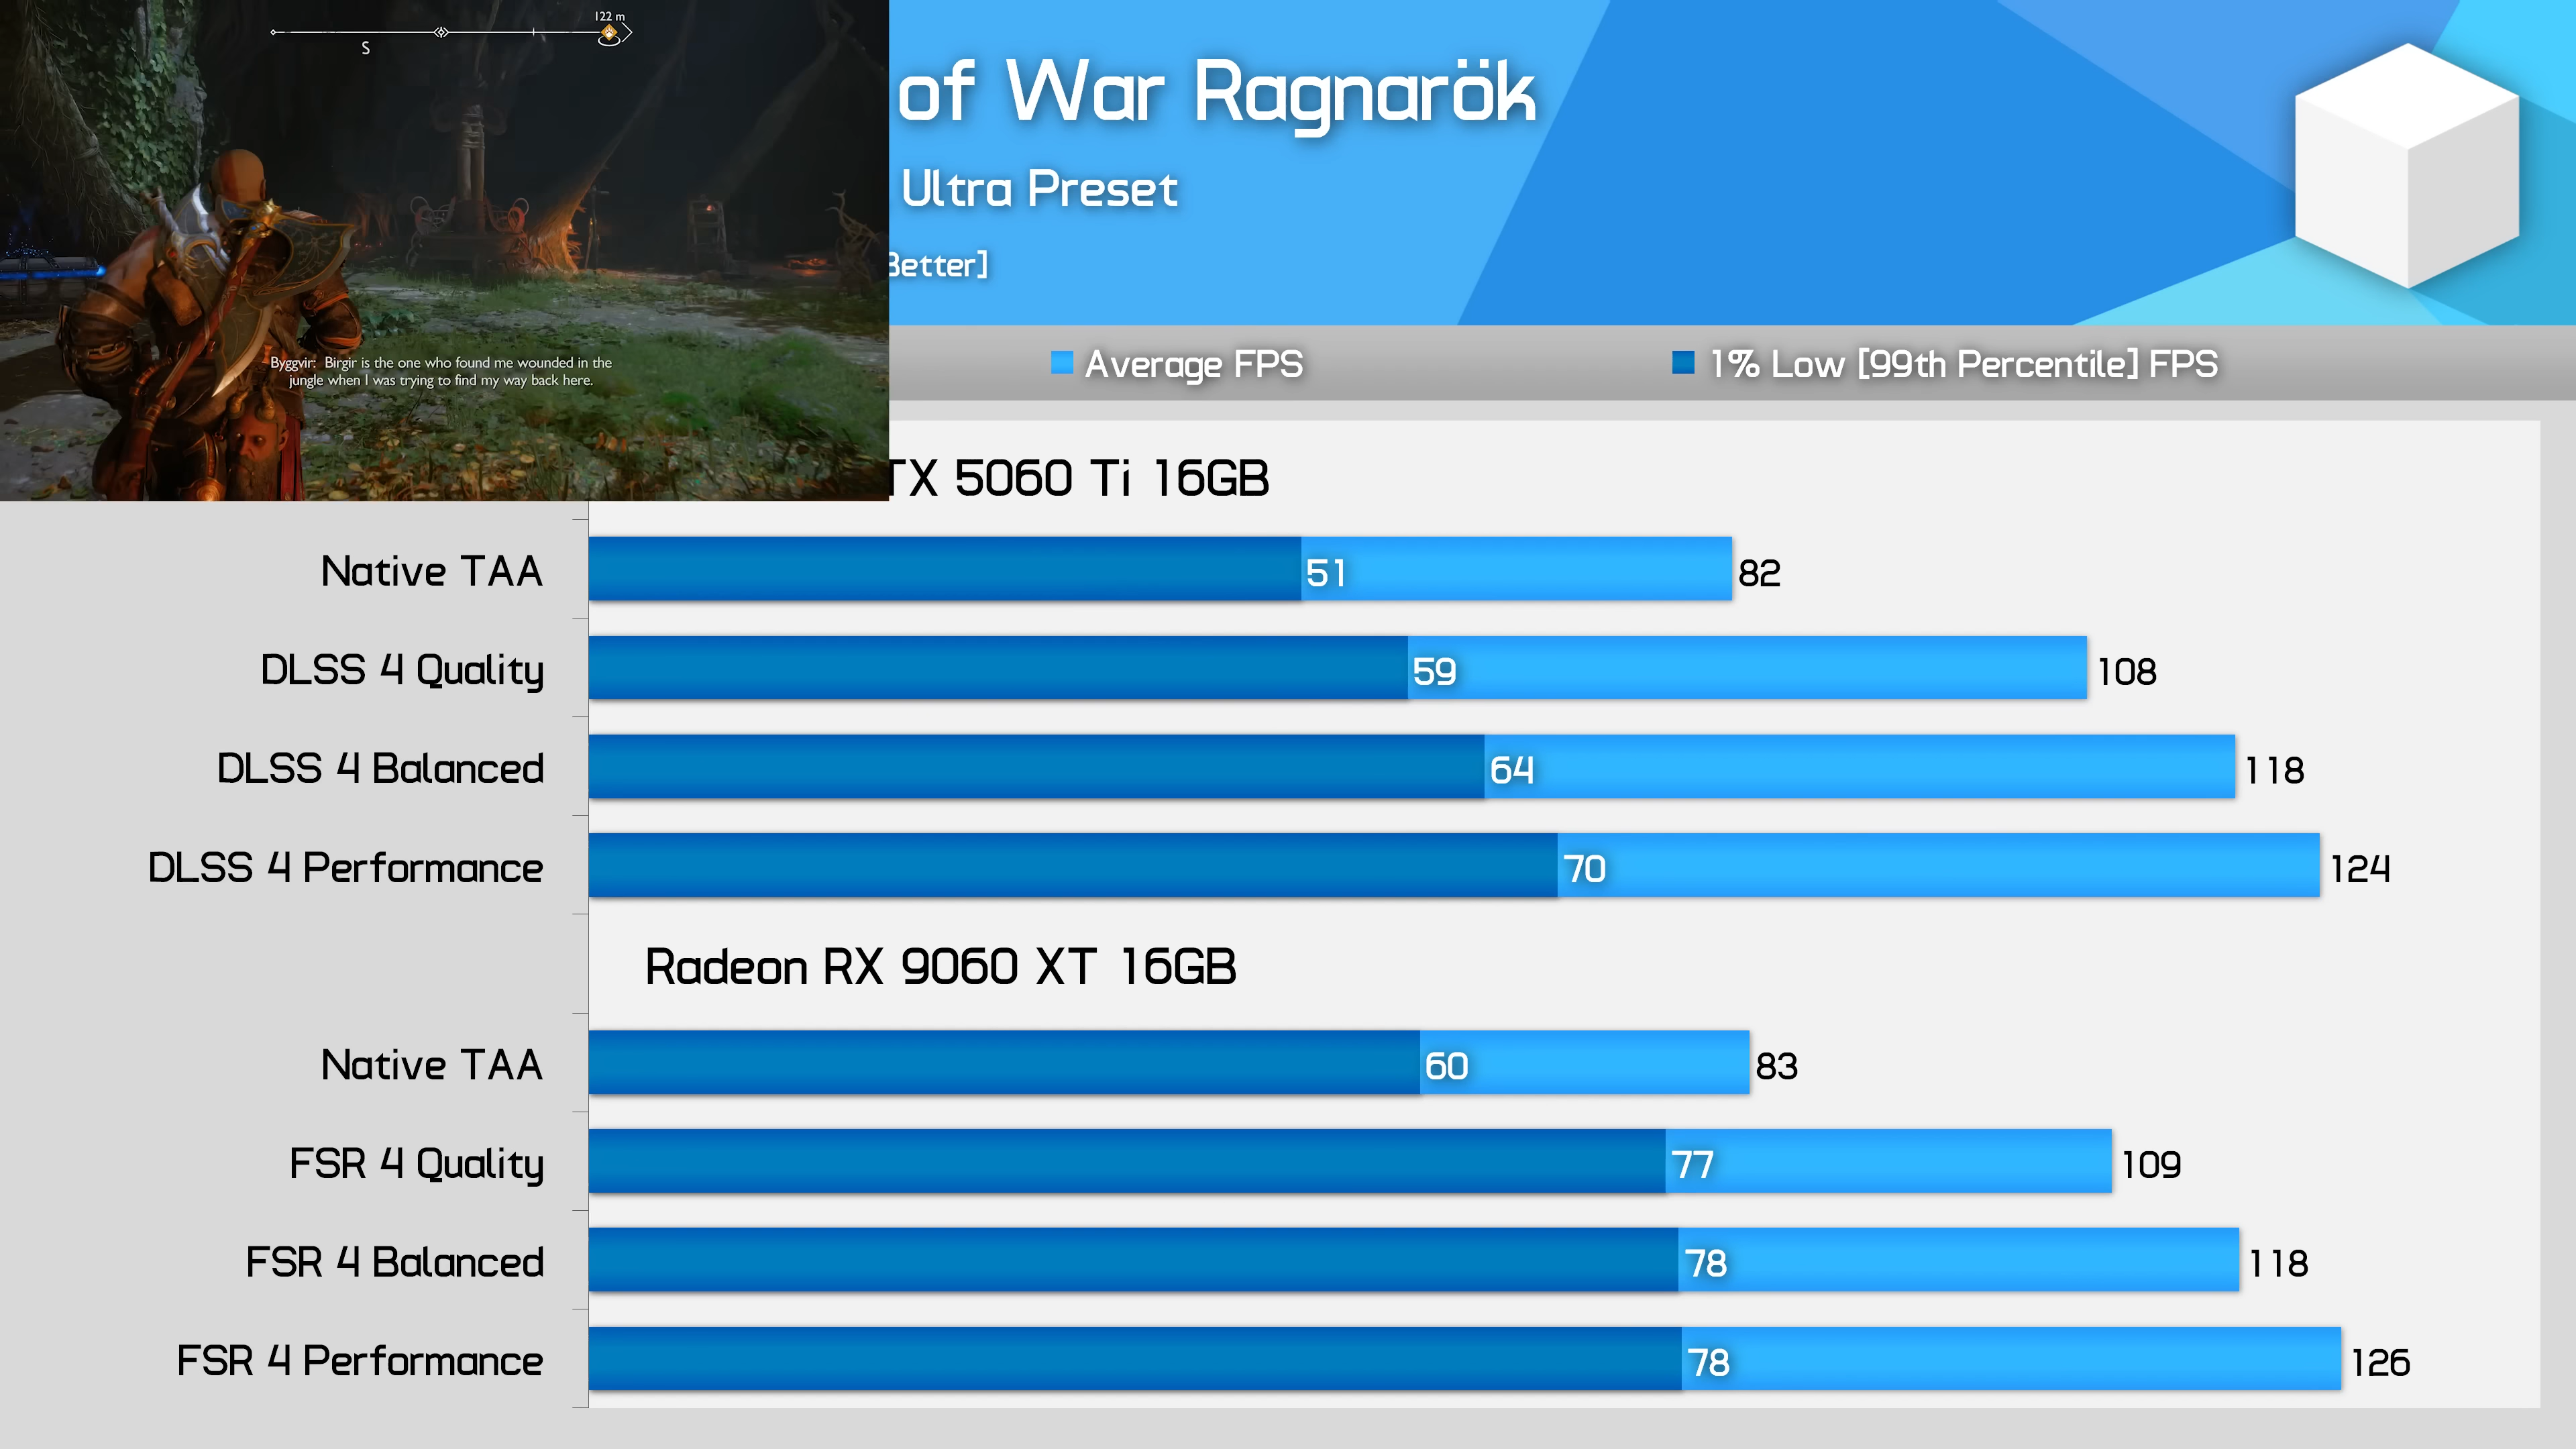 122 m
S
of War Ragnarök
Ultra Preset
Better]
Byggvir: Birgir is the one who found me wounded in the
jungle when I was trying to find my way back here.
Average FPS
1% Low [99th Percentile] FPS
TX 5060 Ti 16GB
Native TAA 51 82
DLSS 4 Quality 59 108
DLSS 4 Balanced 64 118
DLSS 4 Performance 70 124
Radeon RX 9060 XT 16GB
Native TAA 60 83
FSR 4 Quality 77 109
FSR 4 Balanced 78 118
FSR 4 Performance 78 126